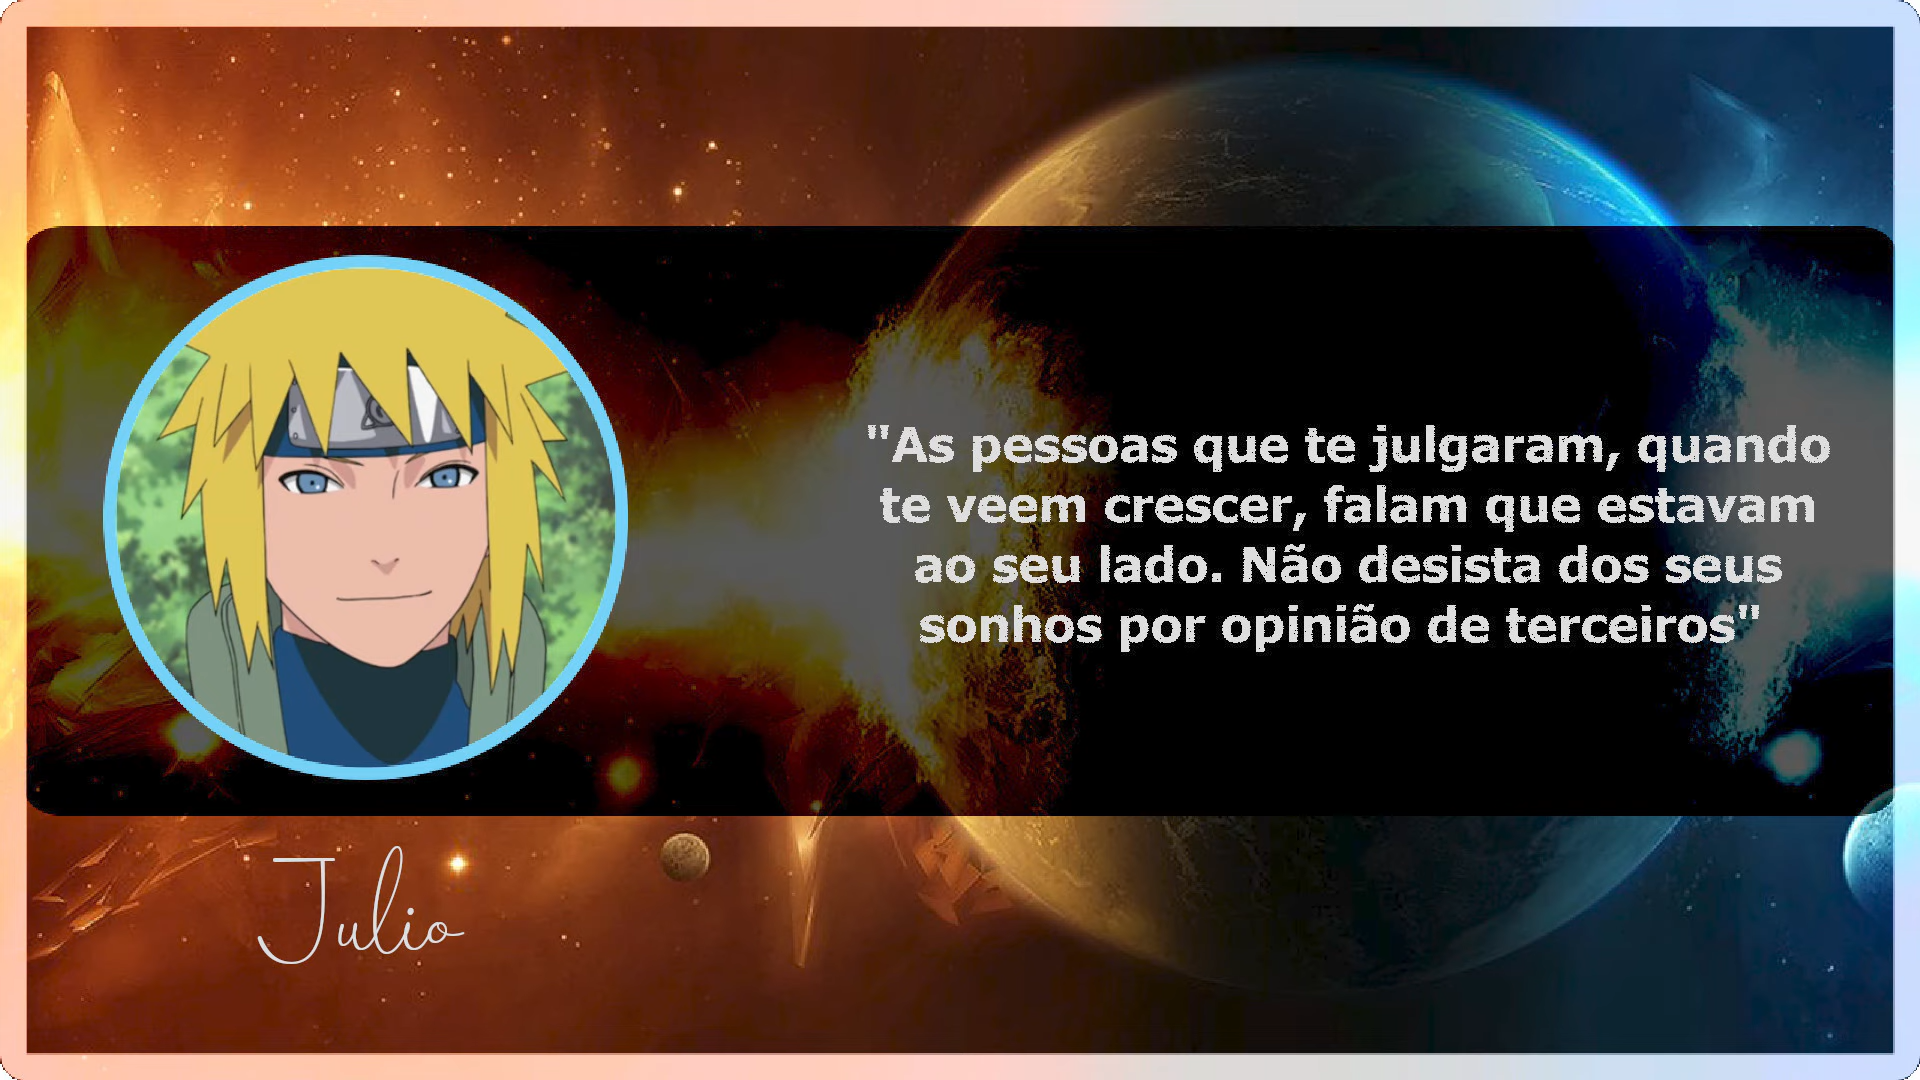 "As pessoas que te julgaram, quando
te veem crescer, falam que estavam
ao seu lado. Não desista dos seus
sonhos por opinião de terceiros"
Julio